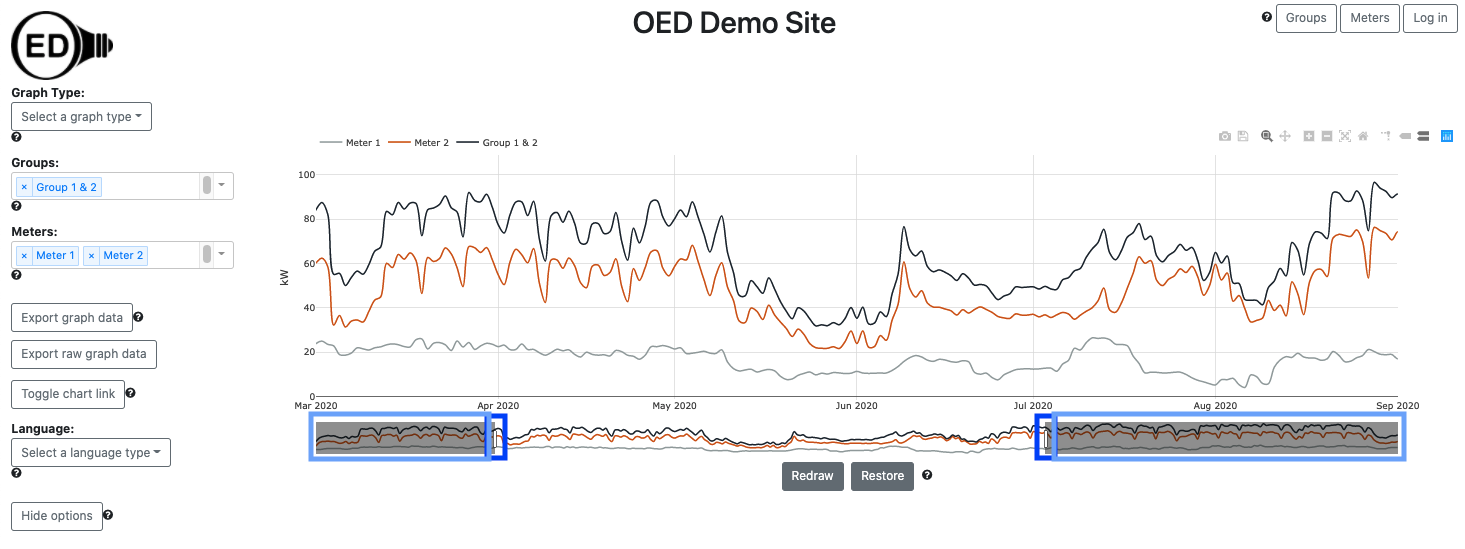 OED Demo Site
? Groups Meters Log in
ED
Graph Type:
Select a graph type
?
Groups:
× Group 1 & 2
?
Meters:
× Meter 1 × Meter 2
?
Export graph data ?
Export raw graph data
Toggle chart link ?
Language:
Select a language type
?
Hide options ?
Meter 1 Meter 2 Group 1 & 2
kW
100
80
60
40
20
0
Mar 2020 Apr 2020 May 2020 Jun 2020 Jul 2020 Aug 2020 Sep 2020
Redraw Restore ?